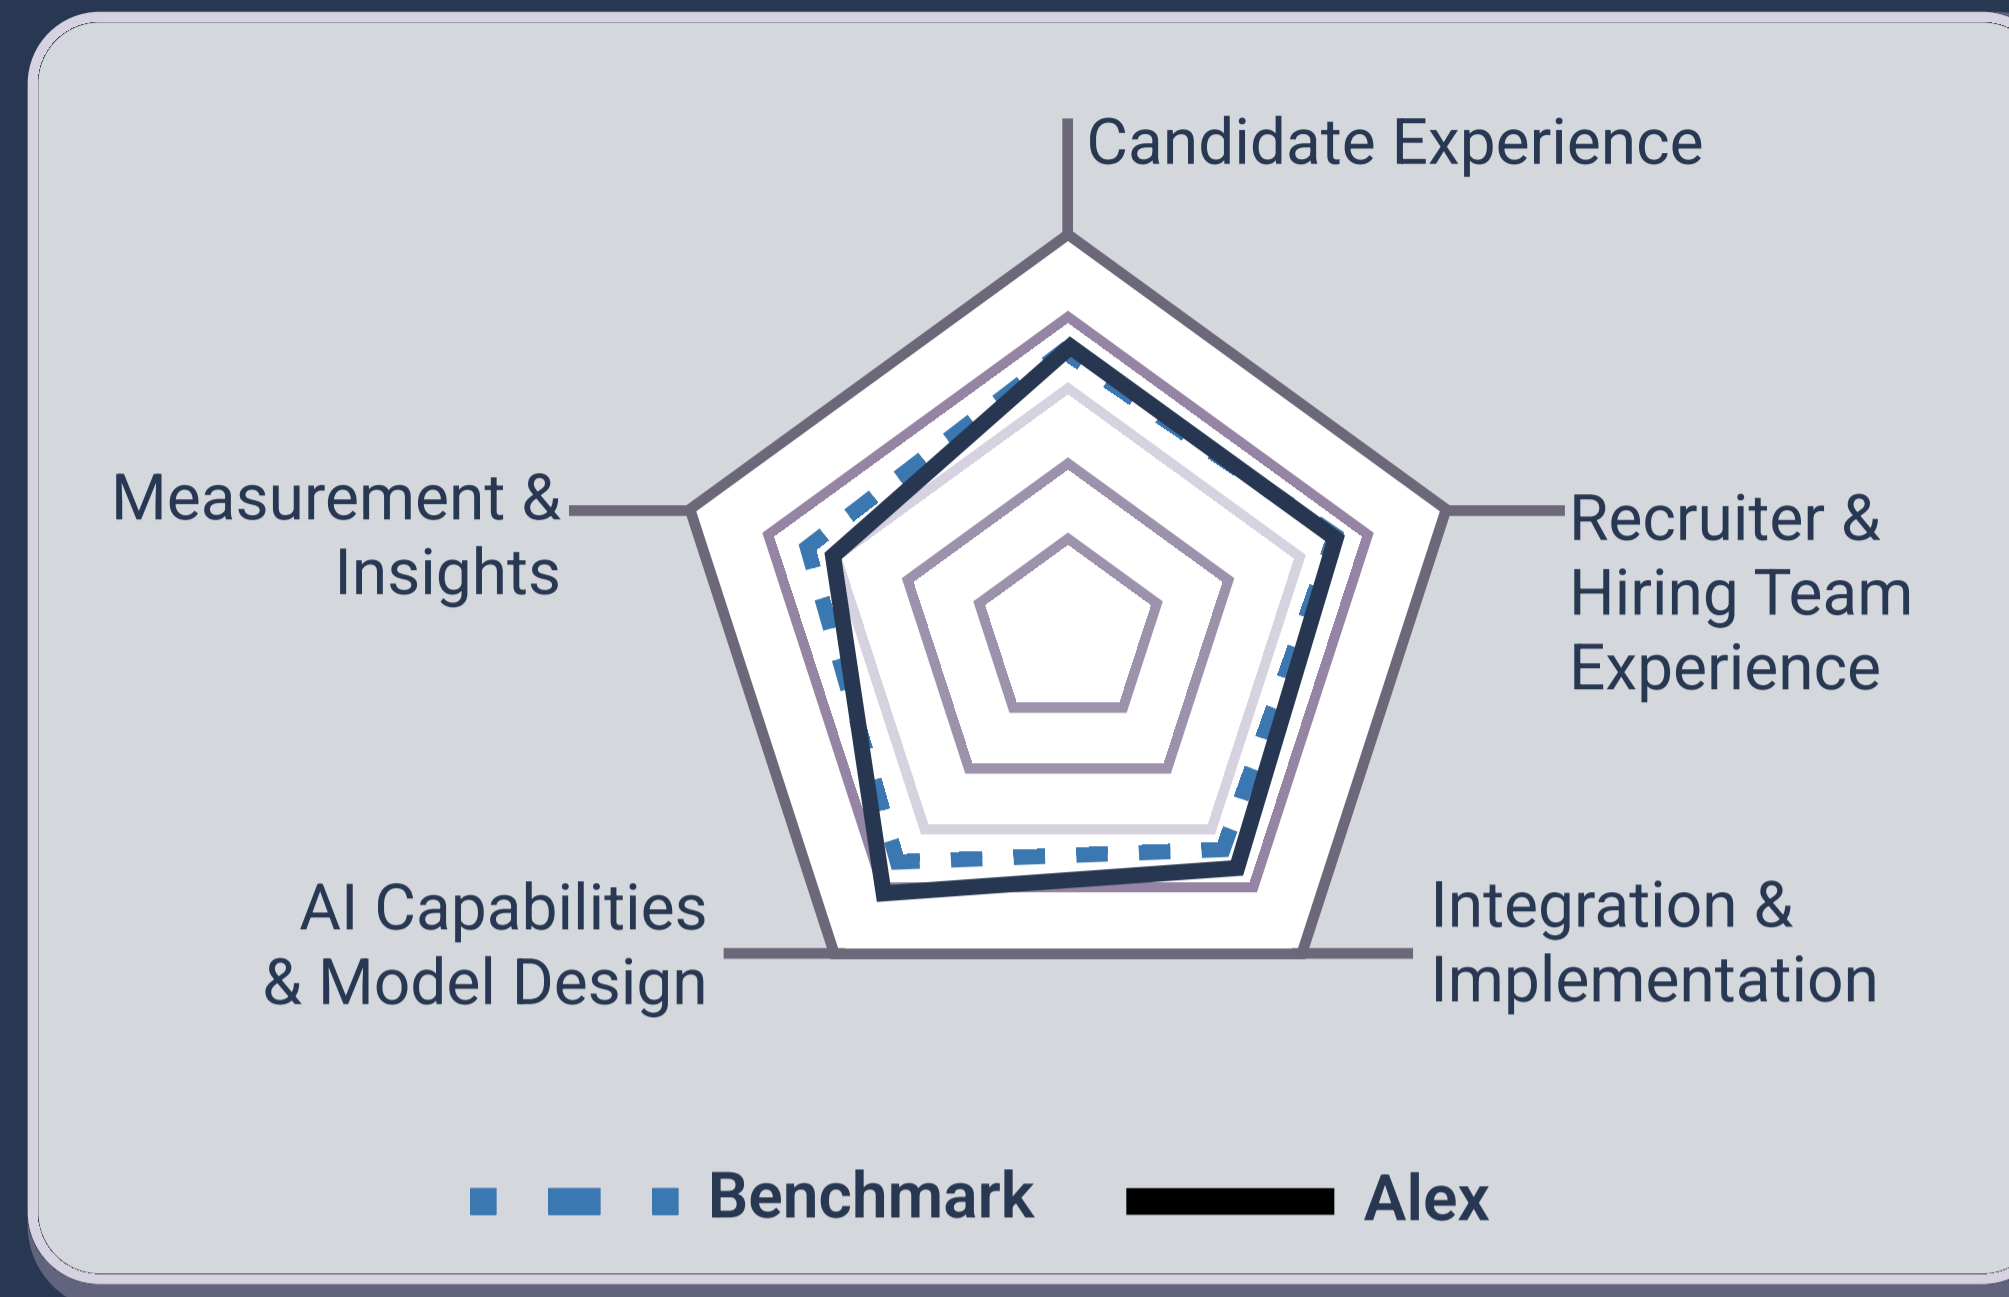 Candidate Experience
Measurement &
Insights
Recruiter &
Hiring Team
Experience
AI Capabilities
& Model Design
Integration &
Implementation
Benchmark
Alex